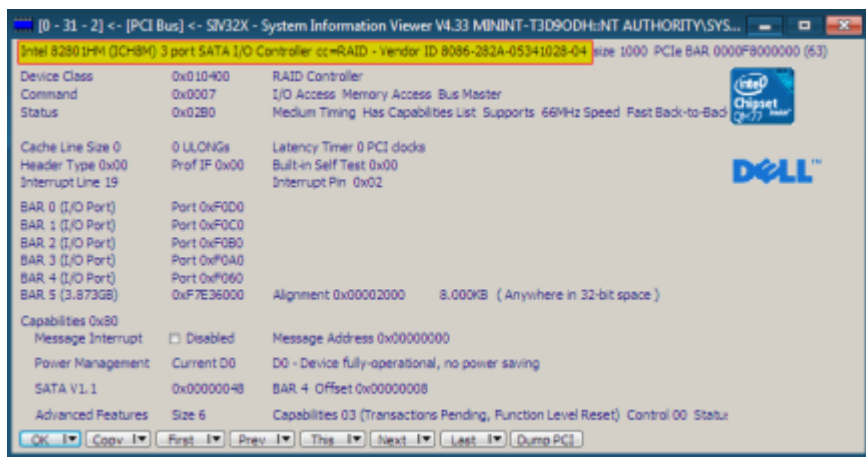 [0 - 31 - 2] <- [PCI Bus] <- SIV32X - System Information Viewer V4.33 MININT-T3D9ODH::NT AUTHORITY\SYS...
Intel 82801HM (ICH8M) 3 port SATA I/O Controller cc=RAID - Vendor ID 8086-282A-05341028-04 size 1000 PCIe BAR 0000F8000000 (63)
Device Class 0x010400 RAID Controller
Command 0x0007 I/O Access Memory Access Bus Master
Status 0x02B0 Medium Timing Has Capabilities List Supports 66MHz Speed Fast Back-to-Bad
intel Chipset QM77
Cache Line Size 0 0 ULONGs Latency Timer 0 PCI docks
Header Type 0x00 Prof IF 0x00 Built-in Self Test 0x00
Interrupt Line 19 Interrupt Pin 0x02
DELL™
BAR 0 (I/O Port) Port 0xF0D0
BAR 1 (I/O Port) Port 0xF0C0
BAR 2 (I/O Port) Port 0xF0B0
BAR 3 (I/O Port) Port 0xF0A0
BAR 4 (I/O Port) Port 0xF060
BAR 5 (3.873GB) 0xF7E36000 Alignment 0x00002000 8.000KB ( Anywhere in 32-bit space )
Capabilities 0x80
Message Interrupt Disabled Message Address 0x00000000
Power Management Current D0 D0 - Device fully-operational, no power saving
SATA V1.1 0x00000048 BAR 4 Offset 0x00000008
Advanced Features Size 6 Capabilities 03 (Transactions Pending, Function Level Reset) Control 00 Status
OK Copy First Prev This Next Last Dump PCI